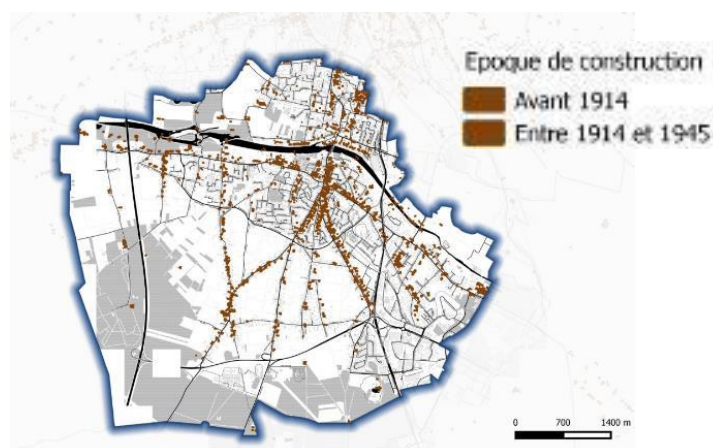 Epoque de construction
Avant 1914
Entre 1914 et 1945
0 700 1400 m